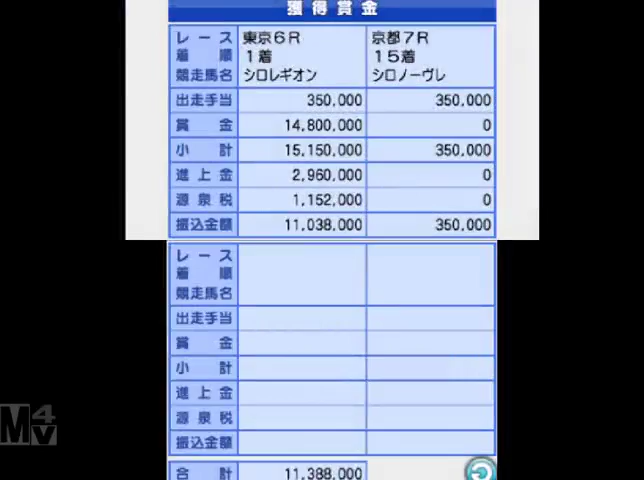 獲得賞金
レース 東京6R 京都7R
着順 1着 15着
競走馬名 シロレギオン シロノーヴレ
出走手当 350,000 350,000
賞金 14,800,000 0
小計 15,150,000 350,000
進上金 2,960,000 0
源泉税 1,152,000 0
振込金額 11,038,000 350,000
レース
着順
競走馬名
出走手当
賞金
小計
進上金
源泉税
振込金額
合計 11,388,000
M4v